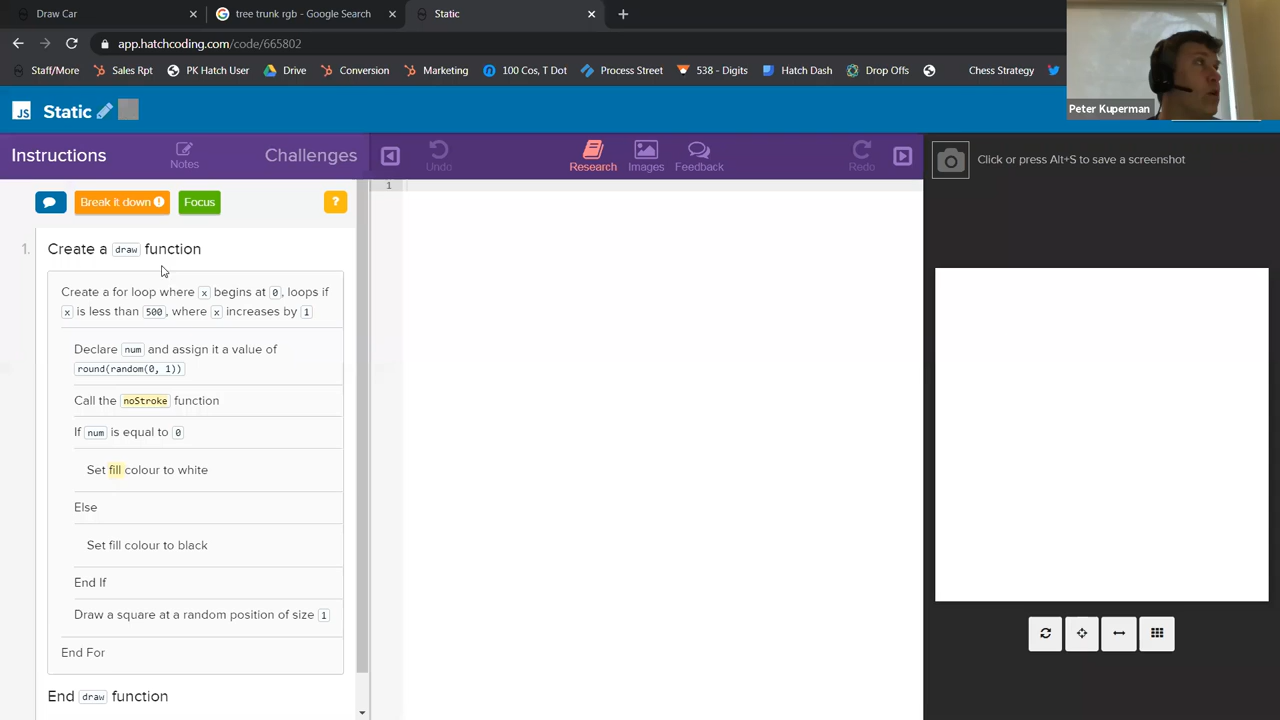 Draw Car
tree trunk rgb - Google Search
Static
app.hatchcoding.com/code/665802
Staff/More
Sales Rpt
PK Hatch User
Drive
Conversion
Marketing
100 Cos, T Dot
Process Street
538 - Digits
Hatch Dash
Drop Offs
Chess Strategy
Peter Kuperman
JS
Static
Instructions
Notes
Challenges
Undo
Research
Images
Feedback
Redo
Click or press Alt+S to save a screenshot
Break it down
Focus
?
1
1. Create a draw function
Create a for loop where x begins at 0, loops if
x is less than 500, where x increases by 1
Declare num and assign it a value of
round(random(0, 1))
Call the noStroke function
If num is equal to 0
Set fill colour to white
Else
Set fill colour to black
End If
Draw a square at a random position of size 1
End For
End draw function